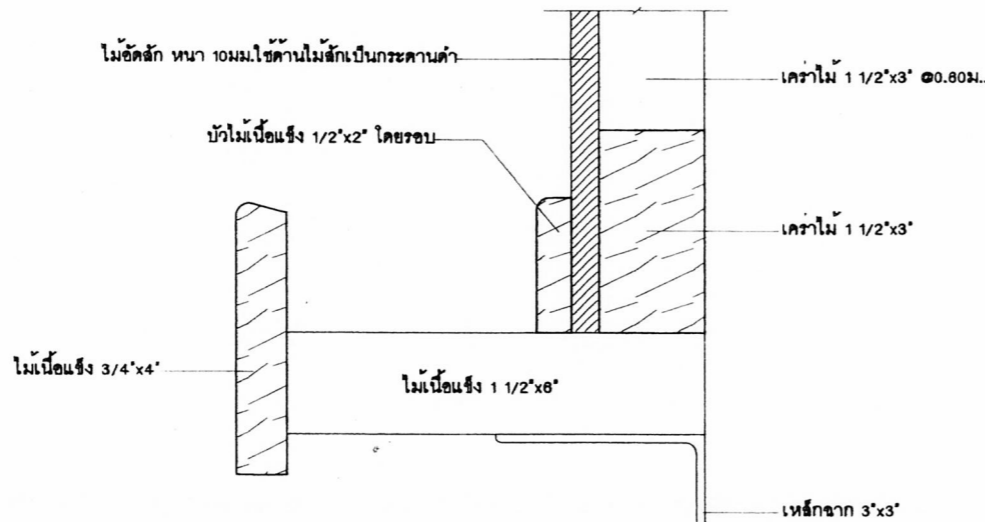 ไม้อัดสัก หนา 10มม.ใช้ด้านไม้สักเป็นกระดานดำ
เคร่าไม้ 1 1/2"x3" @0.60ม.
บัวไม้เนื้อแข็ง 1/2"x2" โดยรอบ
เคร่าไม้ 1 1/2"x3"
ไม้เนื้อแข็ง 3/4"x4"
ไม้เนื้อแข็ง 1 1/2"x6"
เหล็กฉาก 3"x3"